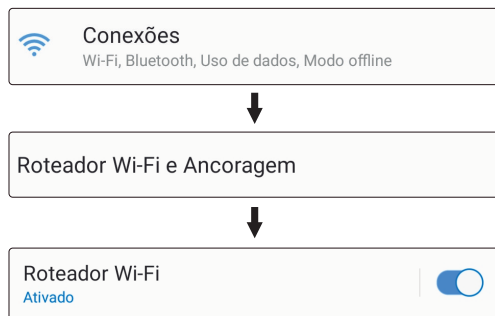 Conexões
Wi-Fi, Bluetooth, Uso de dados, Modo offline
Roteador Wi-Fi e Ancoragem
Roteador Wi-Fi
Ativado